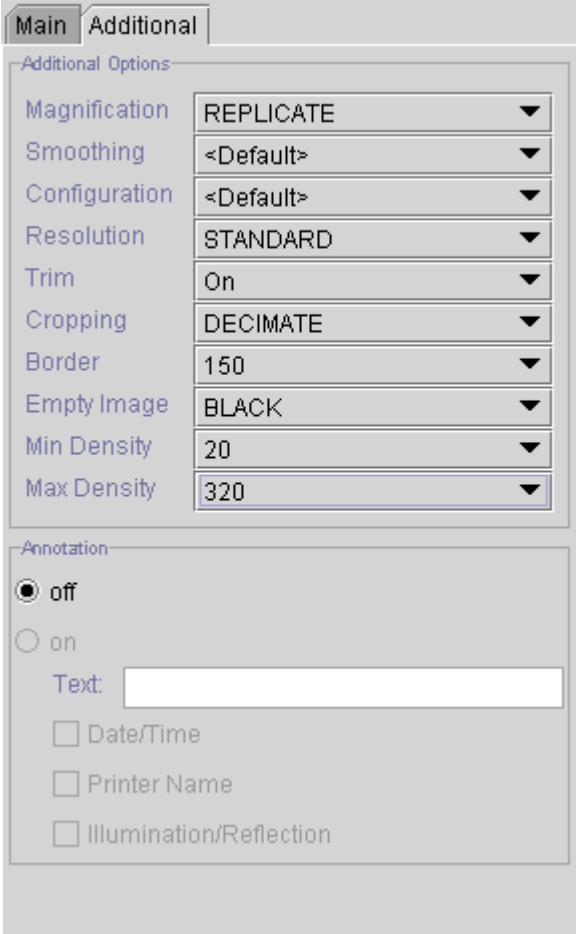 Main Additional
Additional Options
Magnification REPLICATE
Smoothing <Default>
Configuration <Default>
Resolution STANDARD
Trim On
Cropping DECIMATE
Border 150
Empty Image BLACK
Min Density 20
Max Density 320
Annotation
off
on
Text:
Date/Time
Printer Name
Illumination/Reflection